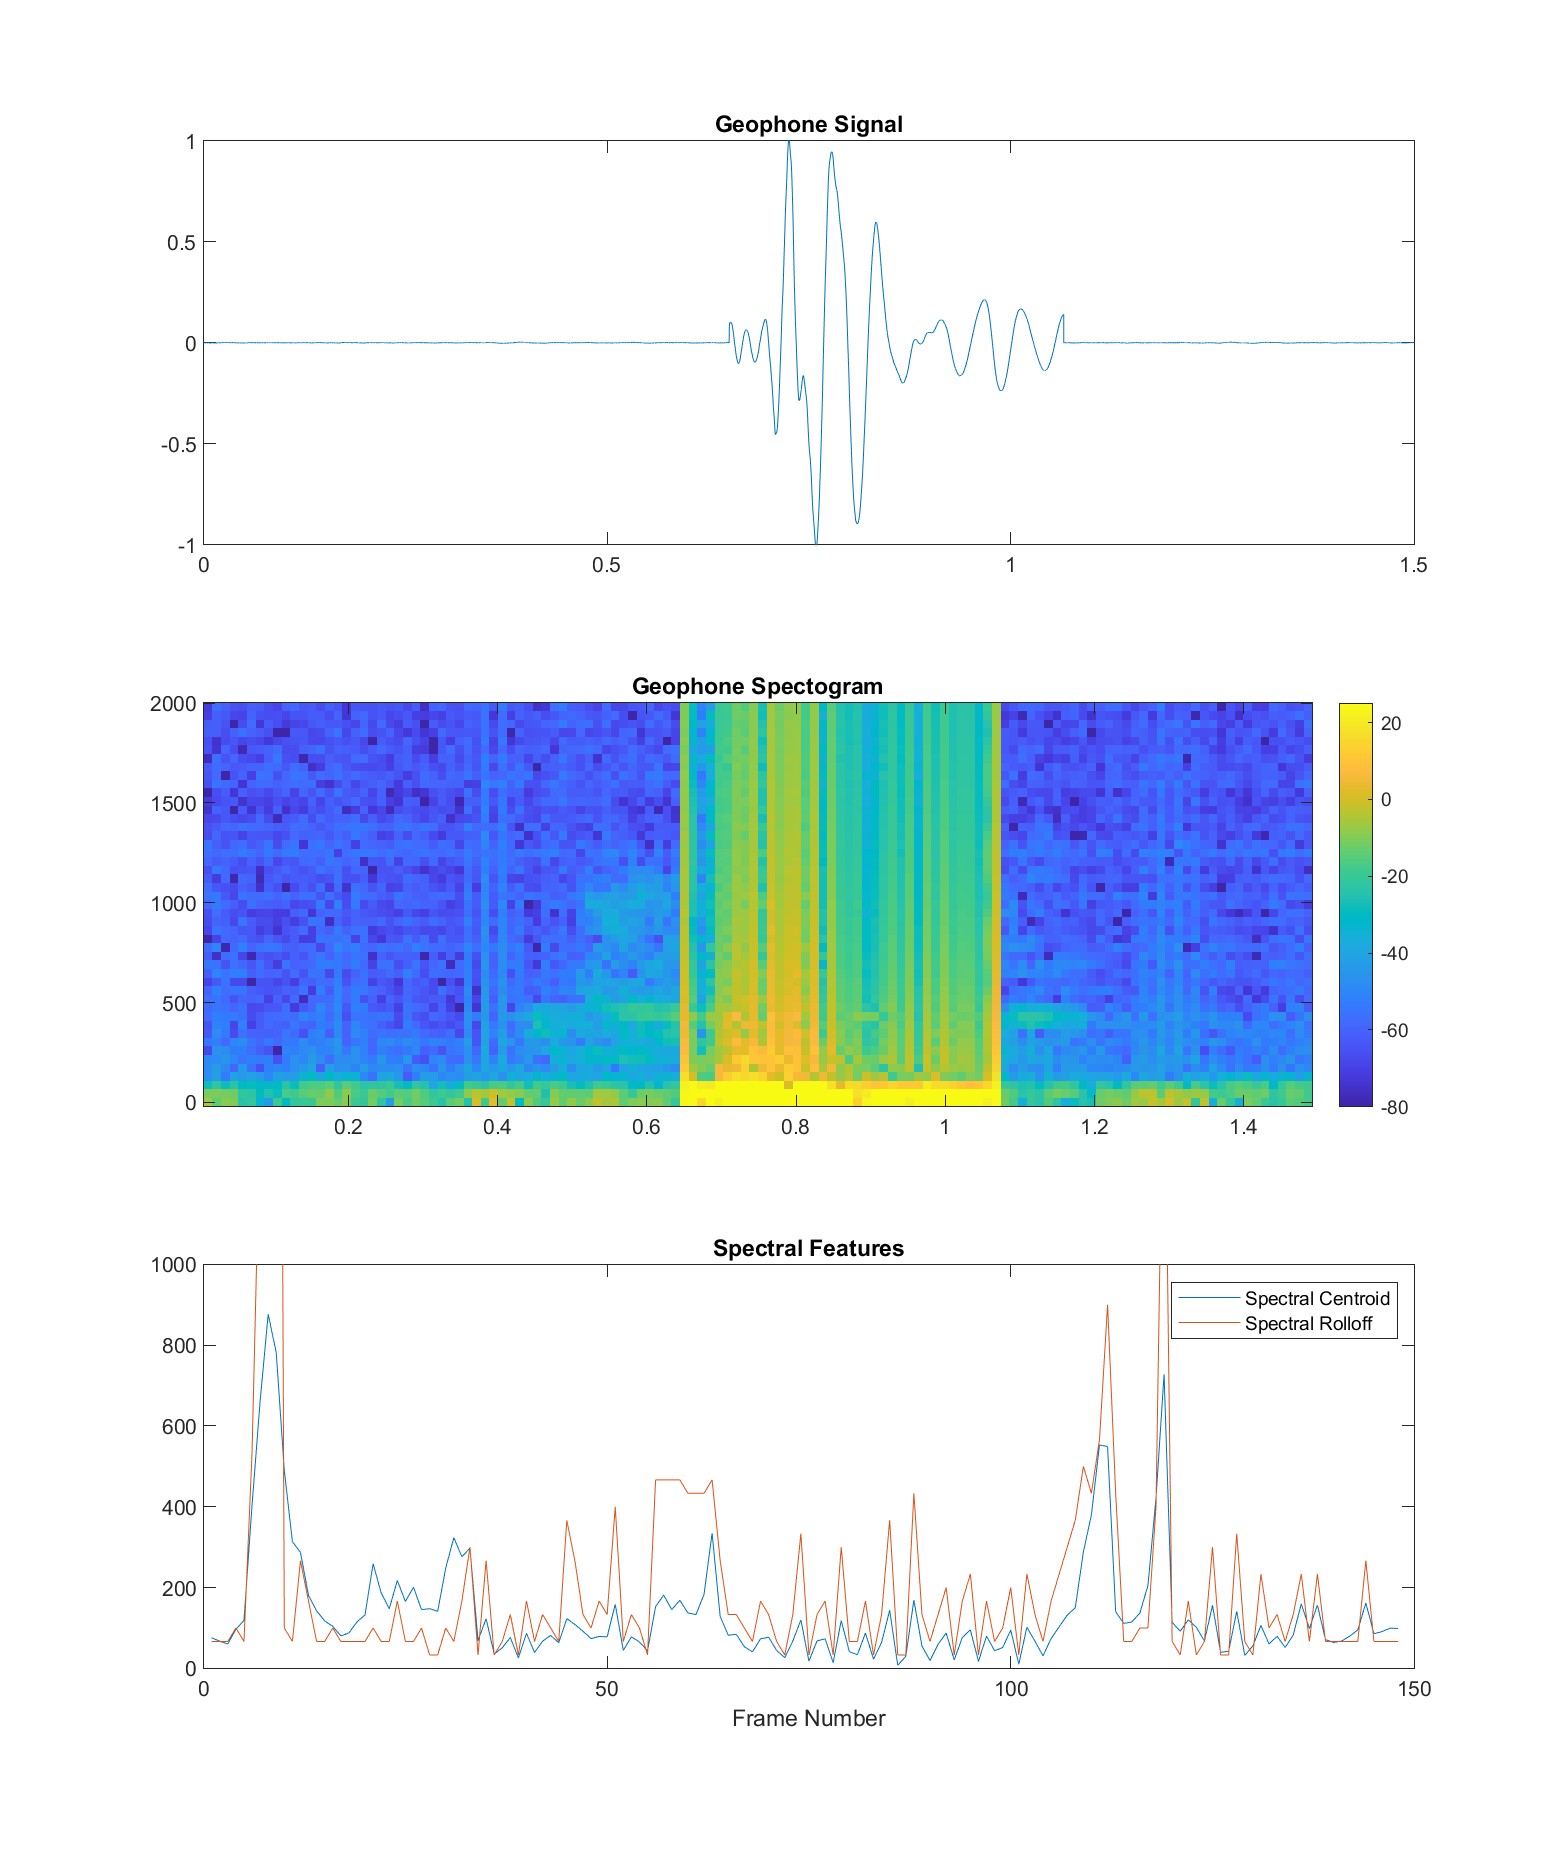 Geophone Signal
1
0.5
0
-0.5
-1
0 0.5 1 1.5
Geophone Spectogram
2000
1500
1000
500
0
0.2 0.4 0.6 0.8 1 1.2 1.4
20
0
-20
-40
-60
-80
Spectral Features
1000
800
600
400
200
0
Spectral Centroid
Spectral Rolloff
0 50 100 150
Frame Number